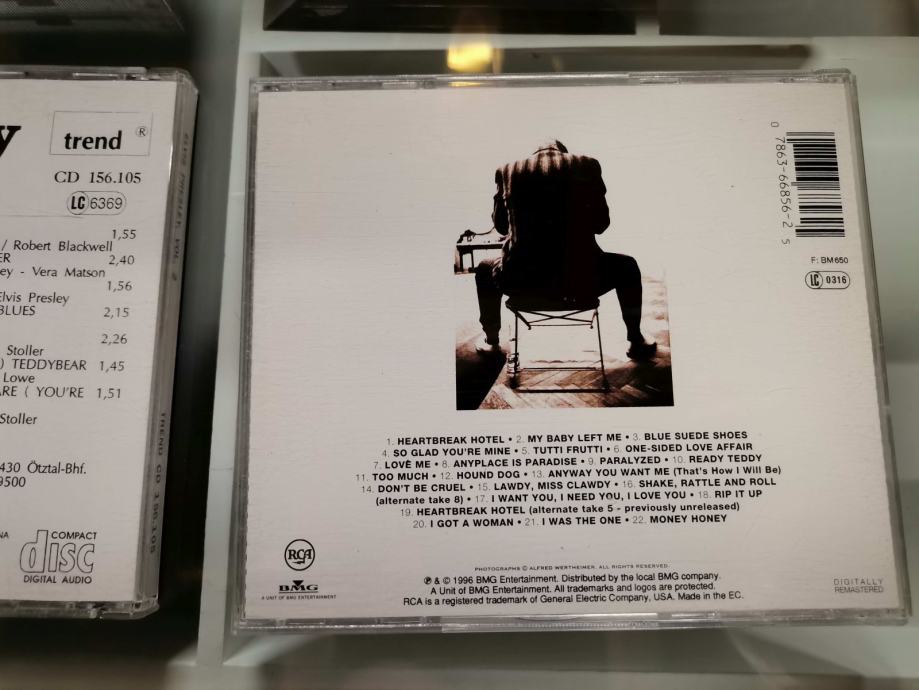 y
trend ®
CD 156.105
LC 6369
1,55
/ Robert Blackwell
ER 2,40
ey - Vera Matson
1,56
Elvis Presley
BLUES 2,15
2,26
Stoller
) TEDDYBEAR 1,45
Lowe
ARE ( YOU'RE 1,51
Stoller
430 Ötztal-Bhf.
9500
NA
COMPACT
disc
DIGITAL AUDIO
TREND CD 156.105
0 7863-66856-2 5
F: BM 650
LC 0316
1. HEARTBREAK HOTEL • 2. MY BABY LEFT ME • 3. BLUE SUEDE SHOES
4. SO GLAD YOU'RE MINE • 5. TUTTI FRUTTI • 6. ONE-SIDED LOVE AFFAIR
7. LOVE ME • 8. ANYPLACE IS PARADISE • 9. PARALYZED • 10. READY TEDDY
11. TOO MUCH • 12. HOUND DOG • 13. ANYWAY YOU WANT ME (That's How I Will Be)
14. DON'T BE CRUEL • 15. LAWDY, MISS CLAWDY • 16. SHAKE, RATTLE AND ROLL
(alternate take 8) • 17. I WANT YOU, I NEED YOU, I LOVE YOU • 18. RIP IT UP
19. HEARTBREAK HOTEL (alternate take 5 - previously unreleased)
20. I GOT A WOMAN • 21. I WAS THE ONE • 22. MONEY HONEY
RCA
BMG
A UNIT OF BMG ENTERTAINMENT
PHOTOGRAPHS © ALFRED WERTHEIMER. ALL RIGHTS RESERVED.
℗ & © 1996 BMG Entertainment. Distributed by the local BMG company.
A Unit of BMG Entertainment. All trademarks and logos are protected.
RCA is a registered trademark of General Electric Company, USA. Made in the EC.
DIGITALLY
REMASTERED